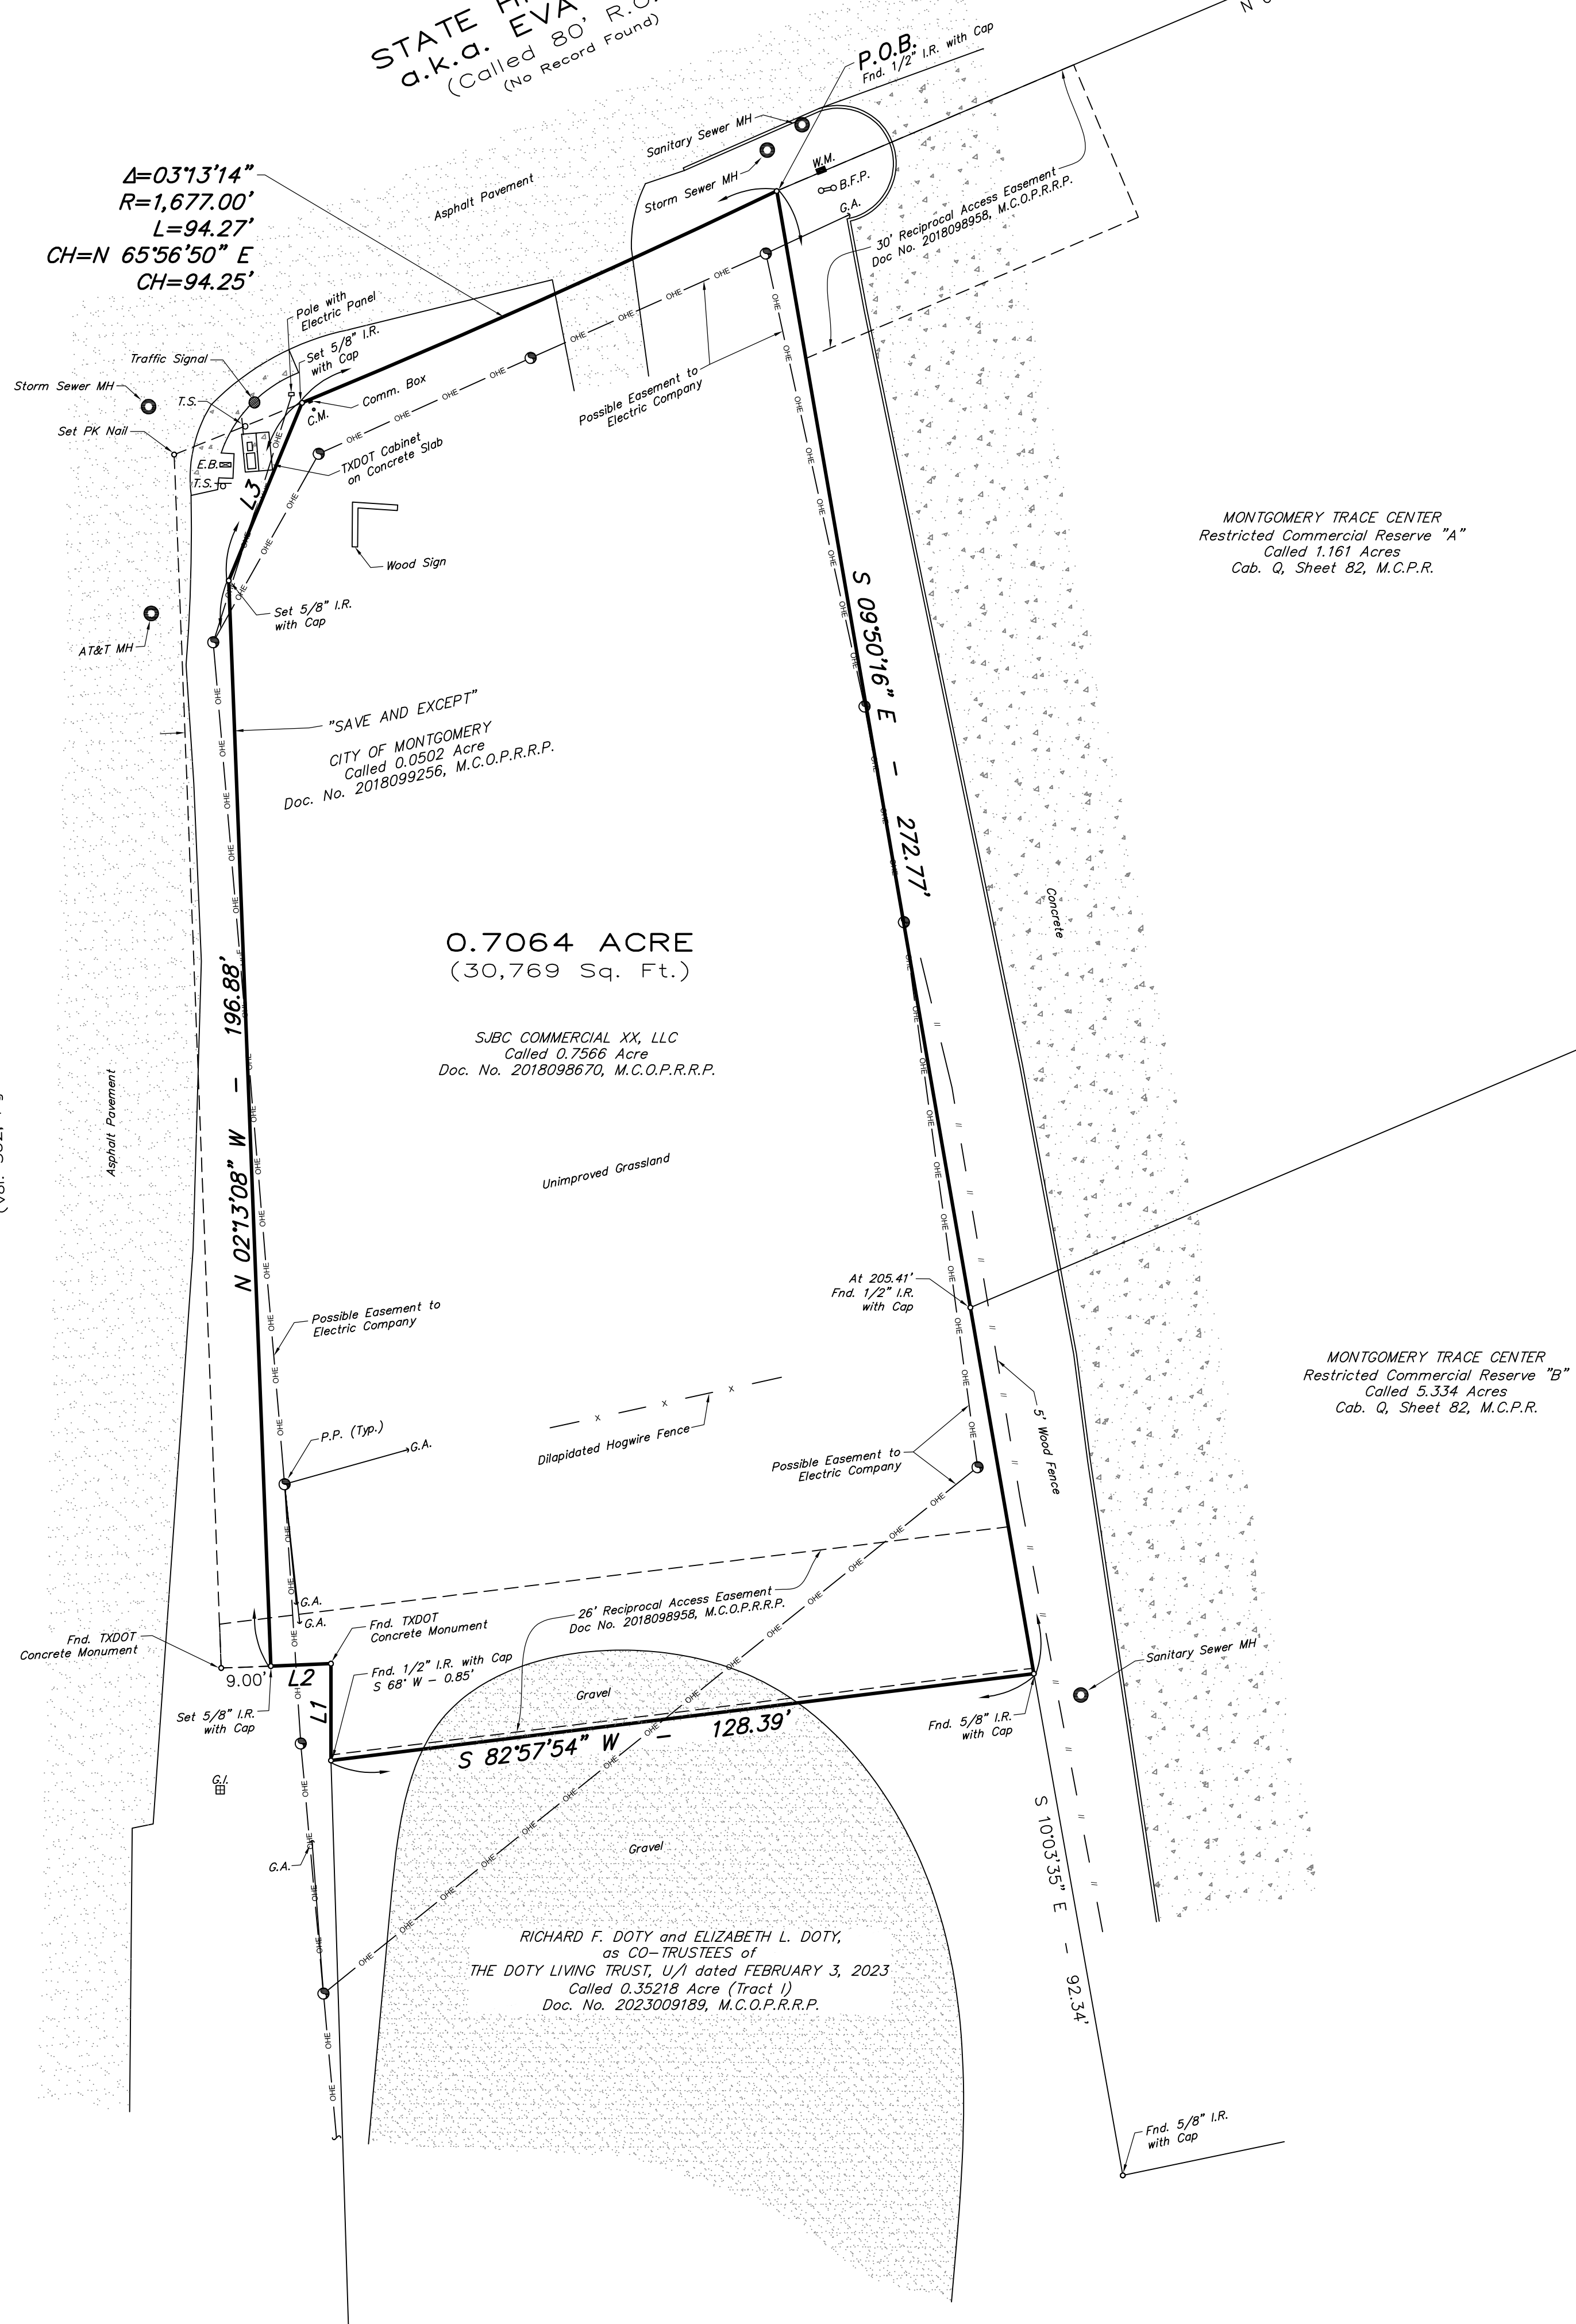 STATE
a.k.a. EVA
(Called 80' R.O.
(No Record Found)
P.O.B.
Fnd. 1/2" I.R. with Cap
Sanitary Sewer MH
Storm Sewer MH
W.M.
B.F.P.
G.A.
30' Reciprocal Access Easement
Doc No. 2018098958, M.C.O.P.R.R.P.
Asphalt Pavement
Δ=03°13'14"
R=1,677.00'
L=94.27'
CH=N 65°56'50" E
CH=94.25'
Pole with
Electric Panel
Set 5/8" I.R.
with Cap
Traffic Signal
Storm Sewer MH
T.S.
Set PK Nail
C.M.
Comm. Box
E.B.
T.S.
TXDOT Cabinet
on Concrete Slab
L3
Possible Easement to
Electric Company
Wood Sign
Set 5/8" I.R.
with Cap
AT&T MH
MONTGOMERY TRACE CENTER
Restricted Commercial Reserve "A"
Called 1.161 Acres
Cab. Q, Sheet 82, M.C.P.R.
S 09°50'16" E - 272.77'
"SAVE AND EXCEPT"
CITY OF MONTGOMERY
Called 0.0502 Acre
Doc. No. 2018099256, M.C.O.P.R.R.P.
Concrete
0.7064 ACRE
(30,769 Sq. Ft.)
SJBC COMMERCIAL XX, LLC
Called 0.7566 Acre
Doc. No. 2018098670, M.C.O.P.R.R.P.
N 02°13'08" W - 196.88'
Asphalt Pavement
Unimproved Grassland
At 205.41'
Fnd. 1/2" I.R.
with Cap
Possible Easement to
Electric Company
MONTGOMERY TRACE CENTER
Restricted Commercial Reserve "B"
Called 5.334 Acres
Cab. Q, Sheet 82, M.C.P.R.
5' Wood Fence
P.P. (Typ.)
G.A.
Dilapidated Hogwire Fence
Possible Easement to
Electric Company
G.A.
G.A.
26' Reciprocal Access Easement
Doc No. 2018098958, M.C.O.P.R.R.P.
Fnd. TXDOT
Concrete Monument
Fnd. TXDOT
Concrete Monument
9.00'
L2
L1
Fnd. 1/2" I.R. with Cap
S 68° W - 0.85'
Gravel
Sanitary Sewer MH
Set 5/8" I.R.
with Cap
Fnd. 5/8" I.R.
with Cap
S 82°57'54" W - 128.39'
G.I.
Gravel
G.A.
S 10°03'35" E - 92.34'
RICHARD F. DOTY and ELIZABETH L. DOTY,
as CO-TRUSTEES of
THE DOTY LIVING TRUST, U/I dated FEBRUARY 3, 2023
Called 0.35218 Acre (Tract I)
Doc. No. 2023009189, M.C.O.P.R.R.P.
Fnd. 5/8" I.R.
with Cap